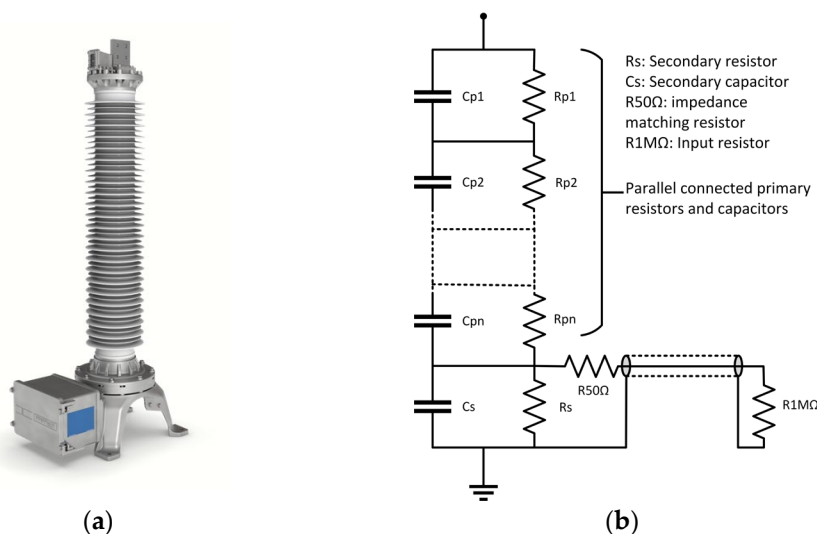 Cp1
Rp1
Cp2
Rp2
Cpn
Rpn
Cs
Rs
R50Ω
R1MΩ
Rs: Secondary resistor
Cs: Secondary capacitor
R50Ω: impedance
matching resistor
R1MΩ: Input resistor
Parallel connected primary
resistors and capacitors
(a)
(b)